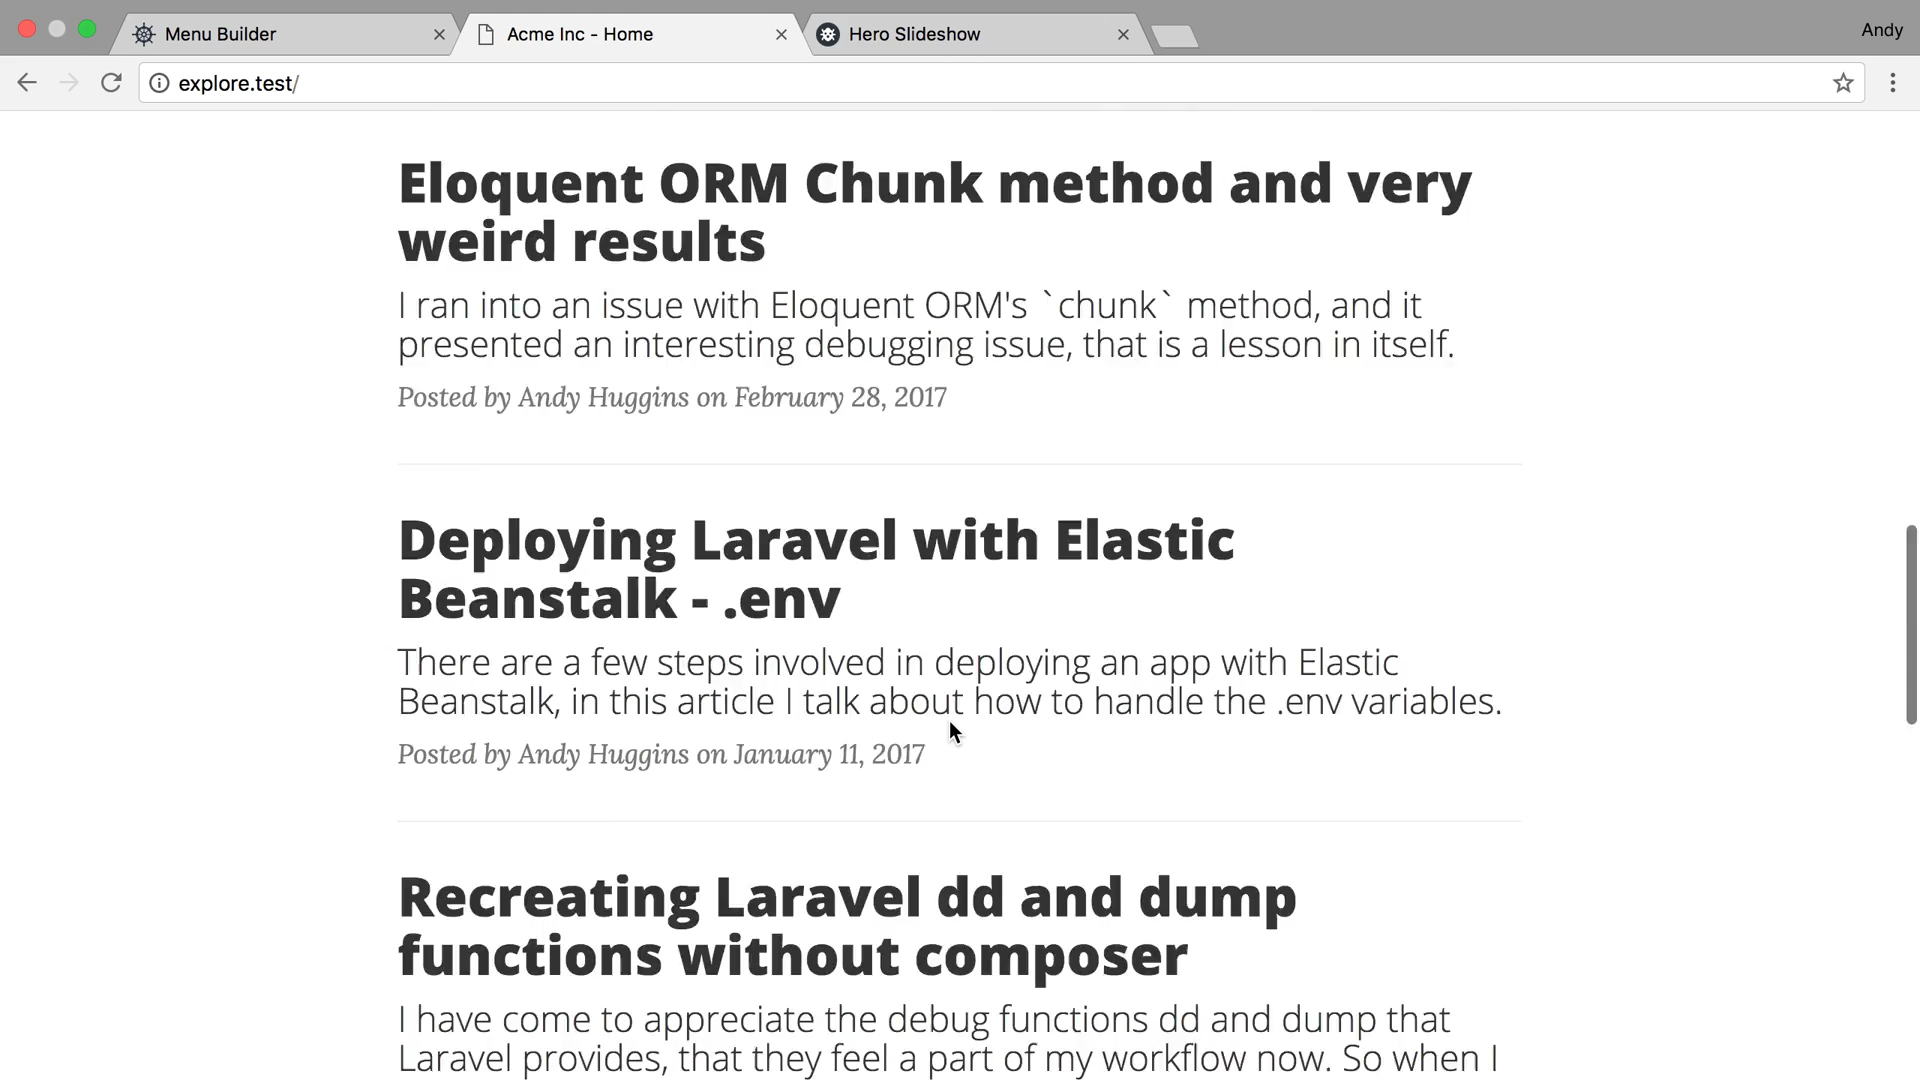 Menu Builder
Acme Inc - Home
Hero Slideshow
Andy
explore.test/
Eloquent ORM Chunk method and very
weird results
I ran into an issue with Eloquent ORM's `chunk` method, and it
presented an interesting debugging issue, that is a lesson in itself.
Posted by Andy Huggins on February 28, 2017
Deploying Laravel with Elastic
Beanstalk - .env
There are a few steps involved in deploying an app with Elastic
Beanstalk, in this article I talk about how to handle the .env variables.
Posted by Andy Huggins on January 11, 2017
Recreating Laravel dd and dump
functions without composer
I have come to appreciate the debug functions dd and dump that
Laravel provides, that they feel a part of my workflow now. So when I